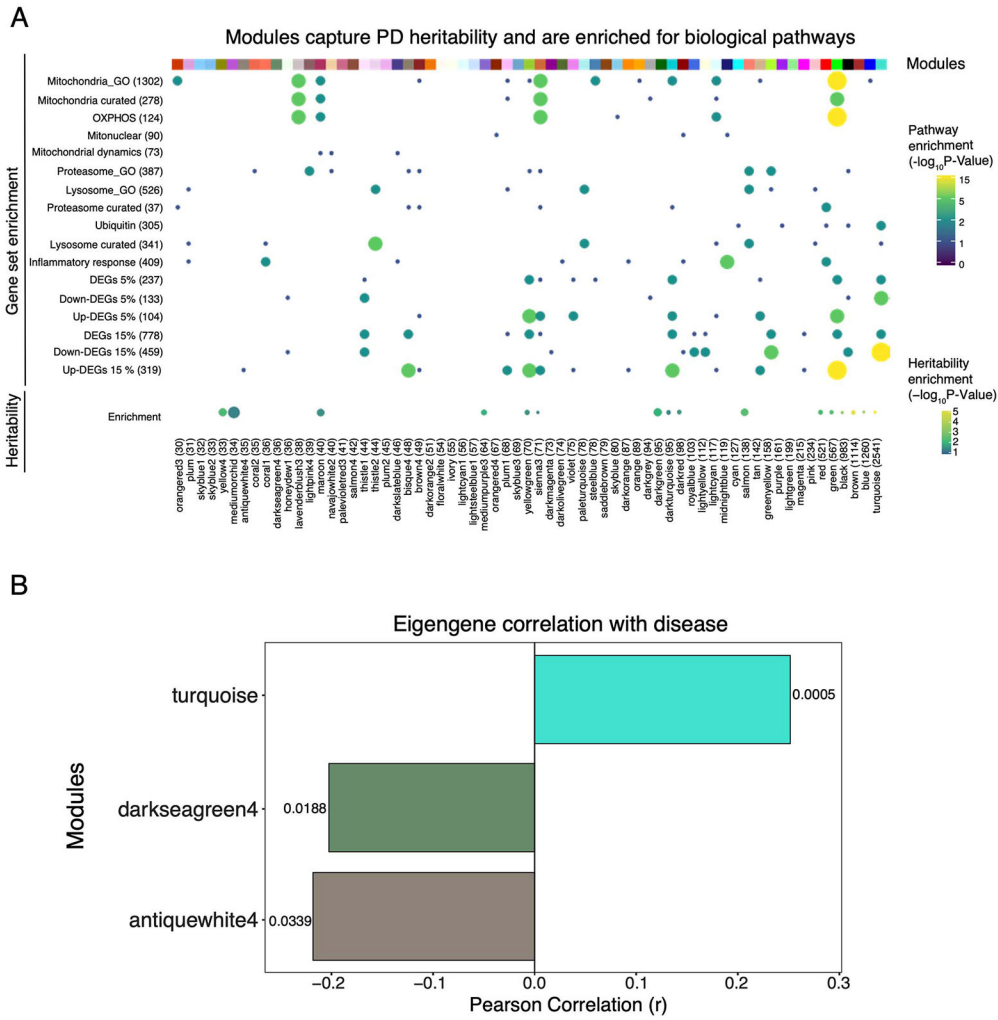 A
Modules capture PD heritability and are enriched for biological pathways
Modules
Gene set enrichment
Mitochondria_GO (1302)
Mitochondria curated (278)
OXPHOS (124)
Mitonuclear (90)
Mitochondrial dynamics (73)
Proteasome_GO (387)
Lysosome_GO (526)
Proteasome curated (37)
Ubiquitin (305)
Lysosome curated (341)
Inflammatory response (409)
DEGs 5% (237)
Down-DEGs 5% (133)
Up-DEGs 5% (104)
DEGs 15% (778)
Down-DEGs 15% (459)
Up-DEGs 15 % (319)
Heritability
Enrichment
Pathway
enrichment
(-log10P-Value)
15
5
2
1
0
Heritability
enrichment
(−log10P-Value)
5
4
3
2
1
orangered3 (30)
plum (31)
skyblue1 (32)
skyblue2 (33)
yellow4 (33)
mediumorchid (34)
antiquewhite4 (35)
coral2 (35)
coral1 (36)
darkseagreen4 (36)
honeydew1 (36)
lavenderblush3 (38)
lightpink4 (39)
maroon (40)
navajowhite2 (40)
palevioletred3 (41)
salmon4 (42)
thistle1 (44)
thistle2 (44)
plum2 (45)
darkslateblue (46)
bisque4 (48)
brown4 (49)
darkorange2 (51)
floralwhite (54)
ivory (55)
lightcyan1 (56)
lightsteelblue1 (57)
mediumpurple3 (64)
orangered4 (67)
plum1 (68)
skyblue3 (69)
yellowgreen (70)
sienna3 (71)
darkmagenta (73)
darkolivegreen (74)
violet (75)
paleturquoise (78)
steelblue (78)
saddlebrown (79)
skyblue (80)
darkorange (87)
orange (89)
darkgrey (94)
darkgreen (95)
darkturquoise (95)
darkred (98)
royalblue (103)
lightyellow (112)
lightcyan (117)
midnightblue (119)
cyan (127)
salmon (138)
tan (142)
greenyellow (158)
purple (161)
lightgreen (199)
magenta (215)
pink (234)
red (521)
green (567)
black (983)
brown (1114)
blue (1260)
turquoise (2541)
B
Eigengene correlation with disease
Modules
turquoise
0.0005
darkseagreen4
0.0188
antiquewhite4
0.0339
−0.2
−0.1
0.0
0.1
0.2
0.3
Pearson Correlation (r)